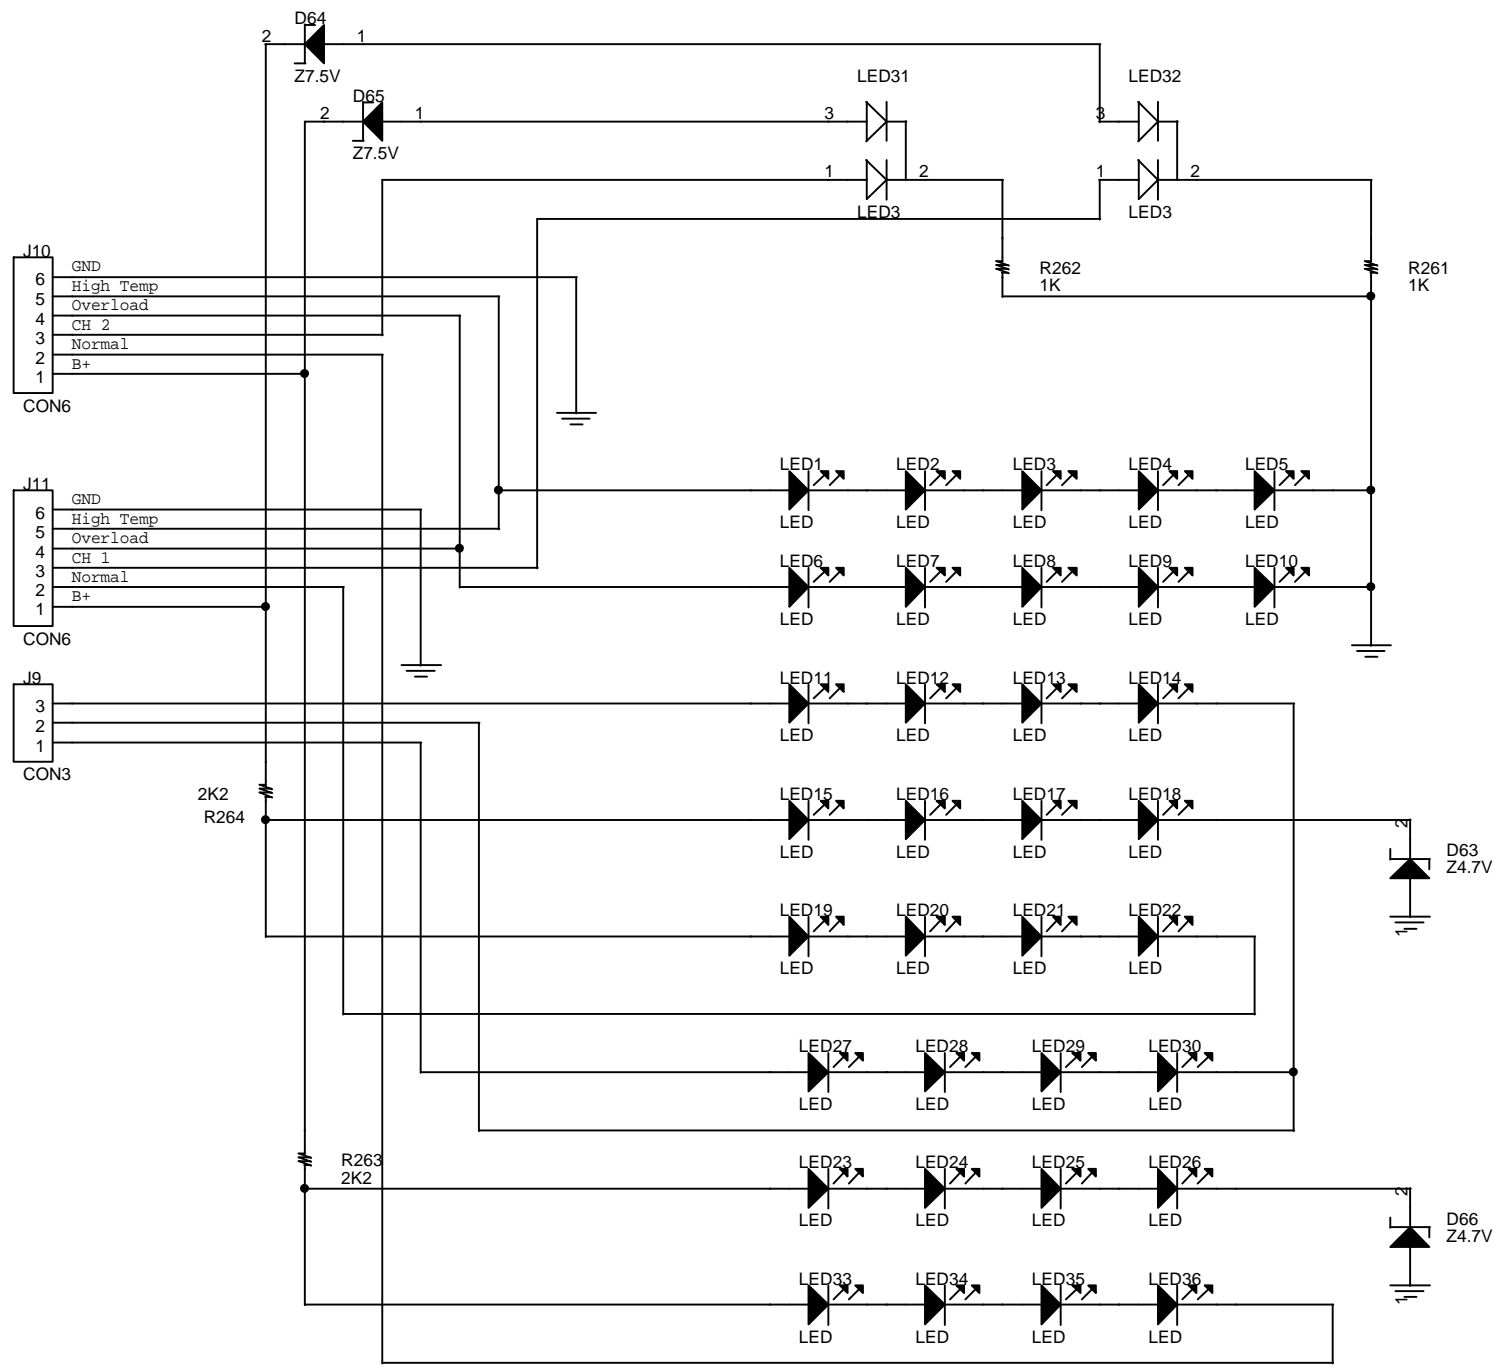 D64
2 1
Z7.5V
D65
2 1
Z7.5V
LED31
3
1 2
LED3
LED32
3
1 2
LED3
R262
1K
R261
1K
J10
6 GND
5 High Temp
4 Overload
3 CH 2
2 Normal
1 B+
CON6
J11
6 GND
5 High Temp
4 Overload
3 CH 1
2 Normal
1 B+
CON6
J9
3
2
1
CON3
LED1 LED2 LED3 LED4 LED5
LED LED LED LED LED
LED6 LED7 LED8 LED9 LED10
LED LED LED LED LED
LED11 LED12 LED13 LED14
LED LED LED LED
2K2
R264
LED15 LED16 LED17 LED18
LED LED LED LED
2
D63
Z4.7V
1
LED19 LED20 LED21 LED22
LED LED LED LED
LED27 LED28 LED29 LED30
LED LED LED LED
R263
2K2
LED23 LED24 LED25 LED26
LED LED LED LED
2
D66
Z4.7V
1
LED33 LED34 LED35 LED36
LED LED LED LED